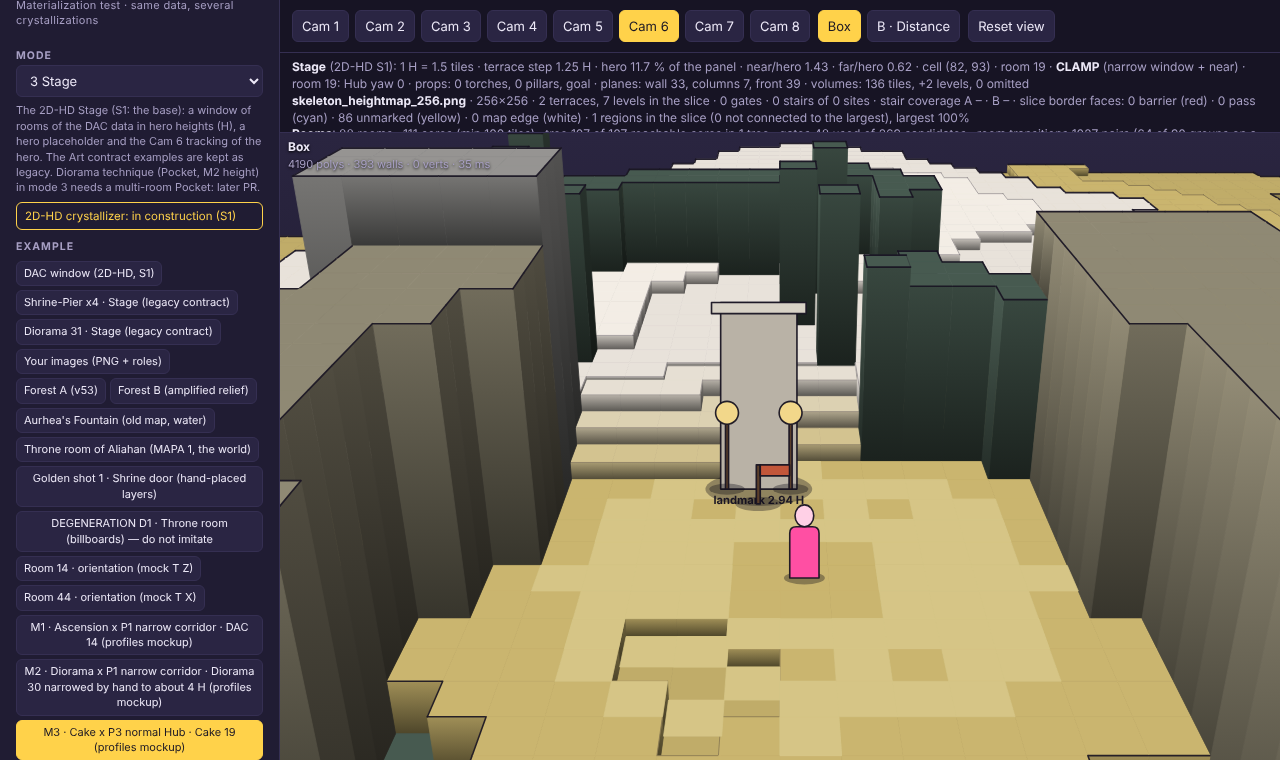 Materialization test · same data, several
crystallizations
MODE
3 Stage
The 2D-HD Stage (S1: the base): a window of
rooms of the DAC data in hero heights (H), a
hero placeholder and the Cam 6 tracking of the
hero. The Art contract examples are kept as
legacy. Diorama technique (Pocket, M2 height)
in mode 3 needs a multi-room Pocket: later PR.
2D-HD crystallizer: in construction (S1)
EXAMPLE
DAC window (2D-HD, S1)
Shrine-Pier x4 · Stage (legacy contract)
Diorama 31 · Stage (legacy contract)
Your images (PNG + roles)
Forest A (v53) Forest B (amplified relief)
Aurhea's Fountain (old map, water)
Throne room of Aliahan (MAPA 1, the world)
Golden shot 1 · Shrine door (hand-placed
layers)
DEGENERATION D1 · Throne room
(billboards) — do not imitate
Room 14 · orientation (mock T Z)
Room 44 · orientation (mock T X)
M1 · Ascension x P1 narrow corridor · DAC
14 (profiles mockup)
M2 · Diorama x P1 narrow corridor · Diorama
30 narrowed by hand to about 4 H (profiles
mockup)
M3 · Cake x P3 normal Hub · Cake 19
(profiles mockup)
Cam 1 Cam 2 Cam 3 Cam 4 Cam 5 Cam 6 Cam 7 Cam 8 Box B · Distance Reset view
Stage (2D-HD S1): 1 H = 1.5 tiles · terrace step 1.25 H · hero 11.7 % of the panel · near/hero 1.43 · far/hero 0.62 · cell (82, 93) · room 19 · CLAMP (narrow window + near) ·
room 19: Hub yaw 0 · props: 0 torches, 0 pillars, goal · planes: wall 33, columns 7, front 39 · volumes: 136 tiles, +2 levels, 0 omitted
skeleton_heightmap_256.png · 256×256 · 2 terraces, 7 levels in the slice · 0 gates · 0 stairs of 0 sites · stair coverage A – · B – · slice border faces: 0 barrier (red) · 0 pass
(cyan) · 86 unmarked (yellow) · 0 map edge (white) · 1 regions in the slice (0 not connected to the largest), largest 100%
Box
4190 polys · 393 walls · 0 verts · 35 ms
landmark 2.94 H